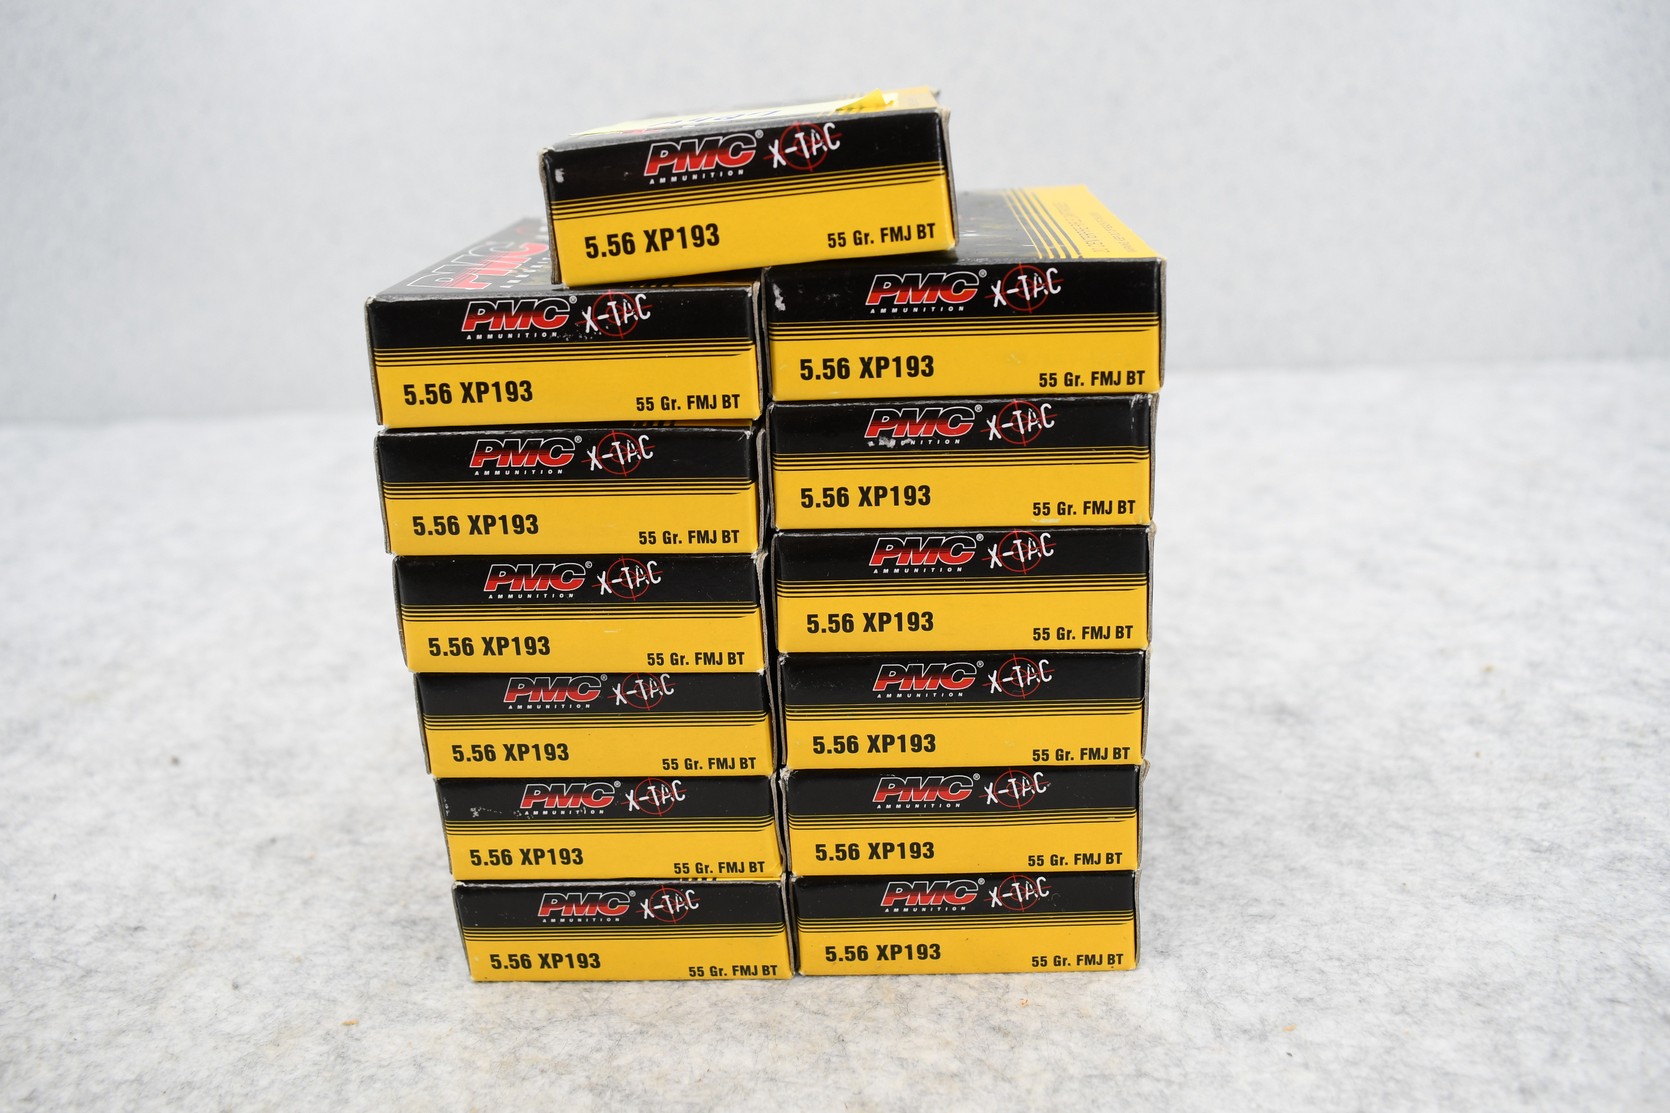 PMC® X-TAC
AMMUNITION
5.56 XP193
55 Gr. FMJ BT
PMC
PMC® X-TAC
AMMUNITION
5.56 XP193
55 Gr. FMJ BT
PMC® X-TAC
AMMUNITION
5.56 XP193
55 Gr. FMJ BT
PMC® X-TAC
AMMUNITION
5.56 XP193
55 Gr. FMJ BT
PMC® X-TAC
AMMUNITION
5.56 XP193
55 Gr. FMJ BT
PMC® X-TAC
AMMUNITION
5.56 XP193
55 Gr. FMJ BT
PMC® X-TAC
AMMUNITION
5.56 XP193
55 Gr. FMJ BT
PMC® X-TAC
AMMUNITION
5.56 XP193
55 Gr. FMJ BT
PMC® X-TAC
AMMUNITION
5.56 XP193
55 Gr. FMJ BT
PMC® X-TAC
AMMUNITION
5.56 XP193
55 Gr. FMJ BT
PMC® X-TAC
AMMUNITION
5.56 XP193
55 Gr. FMJ BT
PMC® X-TAC
AMMUNITION
5.56 XP193
55 Gr. FMJ BT
PMC® X-TAC
AMMUNITION
5.56 XP193
55 Gr. FMJ BT